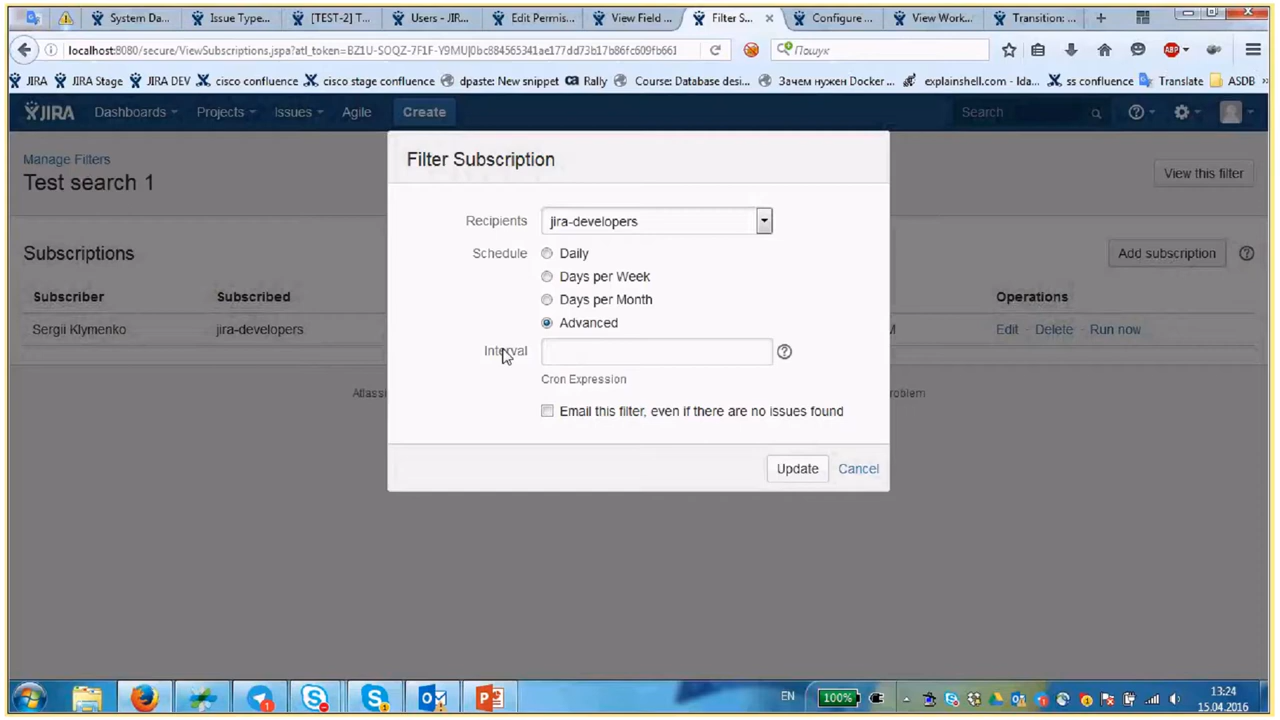 System Da...
Issue Type...
[TEST-2] T...
Users - JIR...
Edit Permis...
View Field ...
Filter S...
Configure ...
View Work...
Transition: ...
localhost:8080/secure/ViewSubscriptions.jspa?atl_token=BZ1U-SOQZ-7F1F-Y9MU|0bc884565341ae177dd73b17b86fc609fb661
Пошук
ABP
JIRA
JIRA Stage
JIRA DEV
cisco confluence
cisco stage confluence
dpaste: New snippet
ca Rally
Course: Database desi...
Зачем нужен Docker ...
explainshell.com - Ida...
ss confluence
Translate
ASDB
JIRA
Dashboards
Projects
Issues
Agile
Create
Search
Manage Filters
Test search 1
View this filter
Filter Subscription
Recipients
jira-developers
Schedule
Daily
Days per Week
Days per Month
Advanced
Interval
Cron Expression
Email this filter, even if there are no issues found
Update
Cancel
Subscriptions
Add subscription
Subscriber
Subscribed
Operations
Sergii Klymenko
jira-developers
M
Edit
Delete
Run now
Atlassi
roblem
EN
100%
13:24
15.04.2016